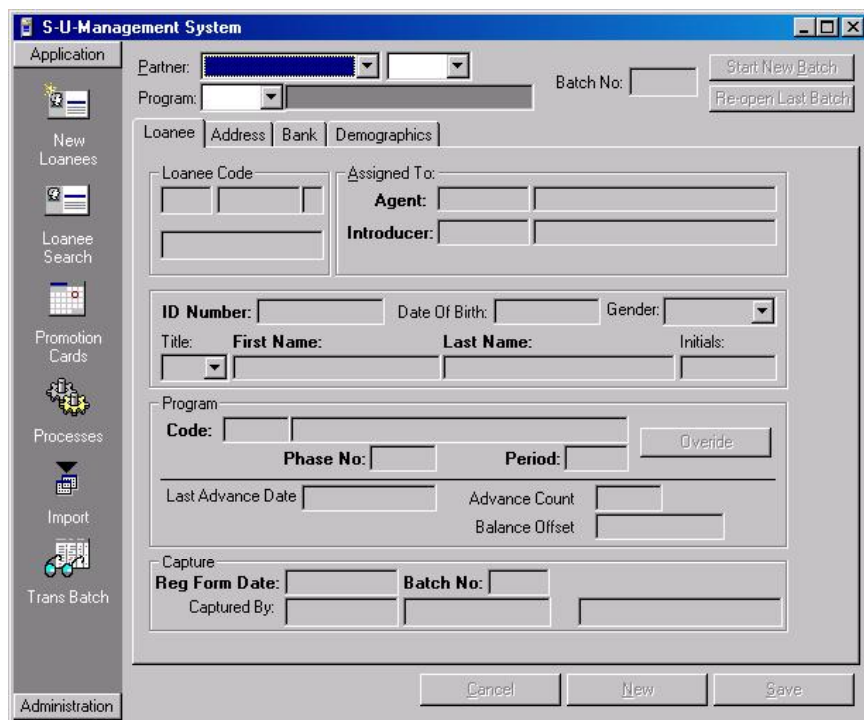 S-U-Management System
Application
New
Loanees
Loanee
Search
Promotion
Cards
Processes
Import
Trans Batch
Administration
Partner:
Program:
Batch No:
Start New Batch
Re-open Last Batch
Loanee Address Bank Demographics
Loanee Code
Assigned To:
Agent:
Introducer:
ID Number: Date Of Birth: Gender:
Title: First Name: Last Name: Initials:
Program
Code:
Overide
Phase No: Period:
Last Advance Date Advance Count
Balance Offset
Capture
Reg Form Date: Batch No:
Captured By:
Cancel New Save